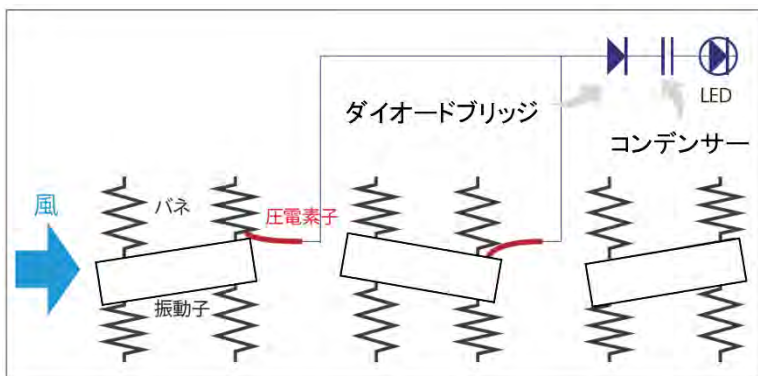 ダイオードブリッジ
LED
コンデンサー
風
バネ
圧電素子
振動子